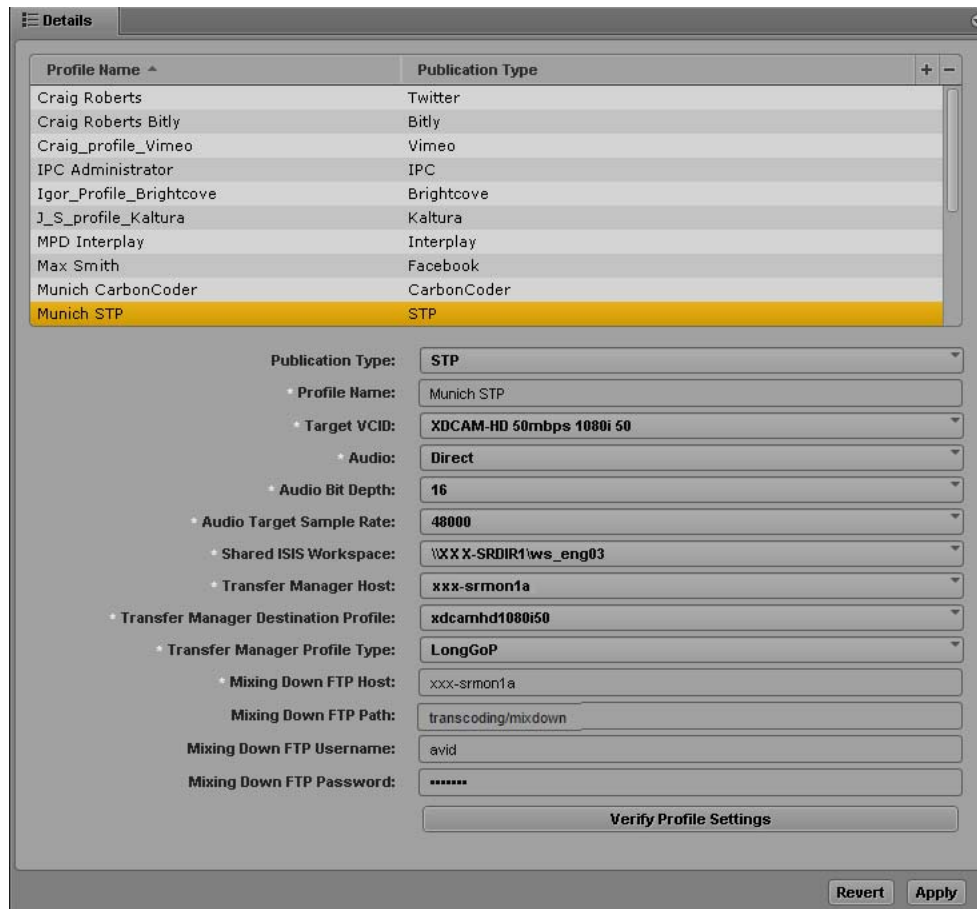 Details
Profile Name Publication Type + −
Craig Roberts Twitter
Craig Roberts Bitly Bitly
Craig_profile_Vimeo Vimeo
IPC Administrator IPC
Igor_Profile_Brightcove Brightcove
J_S_profile_Kaltura Kaltura
MPD Interplay Interplay
Max Smith Facebook
Munich CarbonCoder CarbonCoder
Munich STP STP
Publication Type: STP
* Profile Name: Munich STP
* Target VCID: XDCAM-HD 50mbps 1080i 50
* Audio: Direct
* Audio Bit Depth: 16
* Audio Target Sample Rate: 48000
* Shared ISIS Workspace: \\XXX-SRDIR1\ws_eng03
* Transfer Manager Host: xxx-srmon1a
* Transfer Manager Destination Profile: xdcamhd1080i50
* Transfer Manager Profile Type: LongGoP
* Mixing Down FTP Host: xxx-srmon1a
Mixing Down FTP Path: transcoding/mixdown
Mixing Down FTP Username: avid
Mixing Down FTP Password: •••••••
Verify Profile Settings
Revert Apply